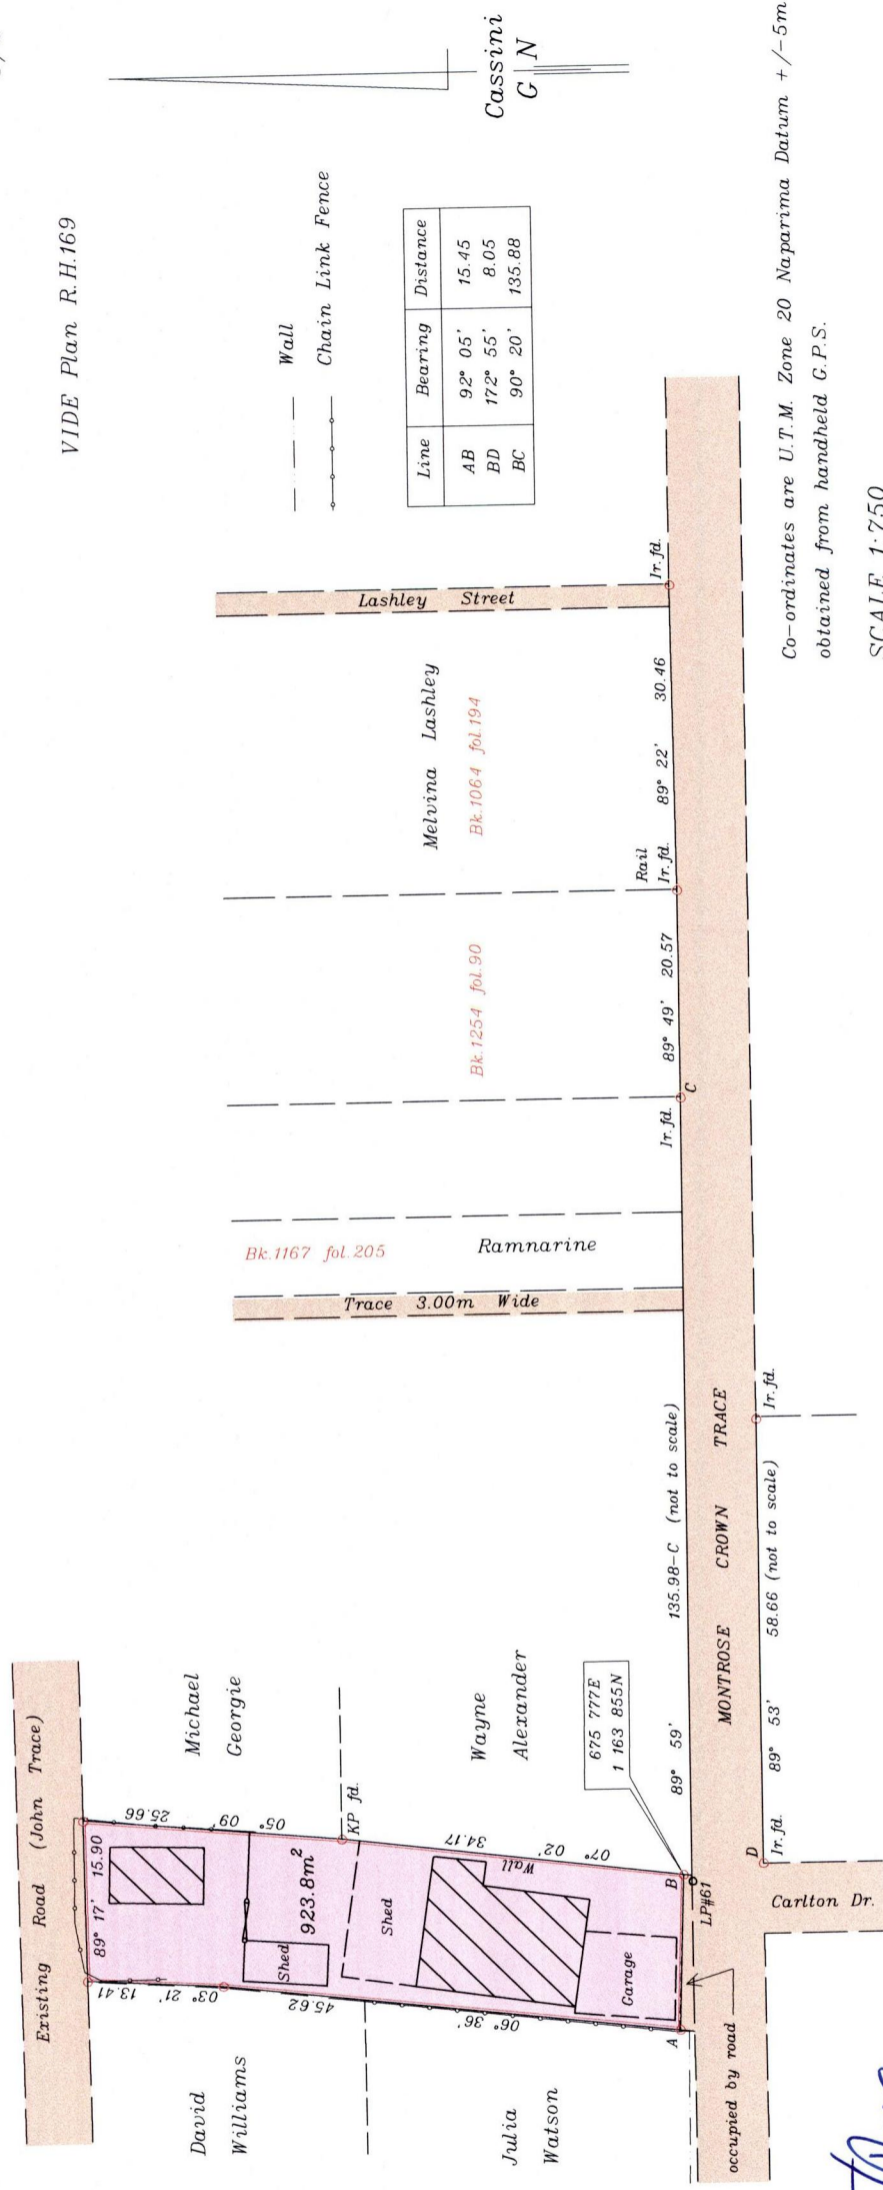 VIDE Plan R.H.169
Cassini
G N
Wall
Chain Link Fence
Line Bearing Distance
AB 92° 05' 15.45
BD 172° 55' 8.05
BC 90° 20' 135.88
Existing Road (John Trace)
89° 17' 15.90
13.41
03° 21'
45.62
06° 36'
25.66
05° 09'
34.17
07° 02'
923.8m²
Shed
Shed
Wall
Garage
KP fd.
David
Williams
Julia
Watson
Michael
Georgie
Wayne
Alexander
675 777E
1 163 855N
A
B
LP#61
D
Ir.fd.
occupied by road
Carlton Dr.
89° 59' 135.98-C (not to scale)
MONTROSE CROWN TRACE
89° 53' 58.66 (not to scale)
Ir.fd.
Trace 3.00m Wide
Bk.1167 fol.205
Ramnarine
Ir.fd.
C
Bk.1254 fol.90
89° 49' 20.57
Rail
Ir.fd.
Melvina Lashley
Bk.1064 fol.194
89° 22' 30.46
Lashley Street
Ir.fd.
Co-ordinates are U.T.M. Zone 20 Naparima Datum +/-5m
obtained from handheld G.P.S.
SCALE 1:750